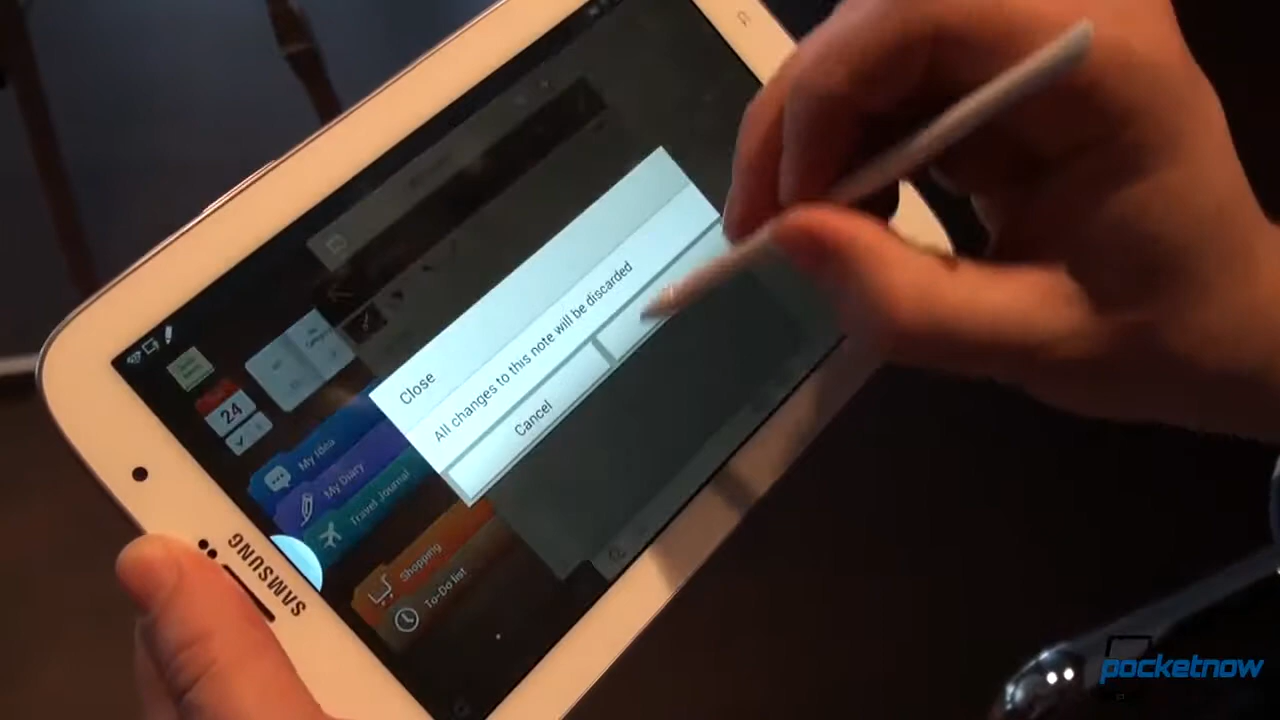 Close
All changes to this note will be discarded
Cancel
24
My Idea
My Diary
Travel Journal
Shopping
To-Do list
SAMSUNG
pocketnow